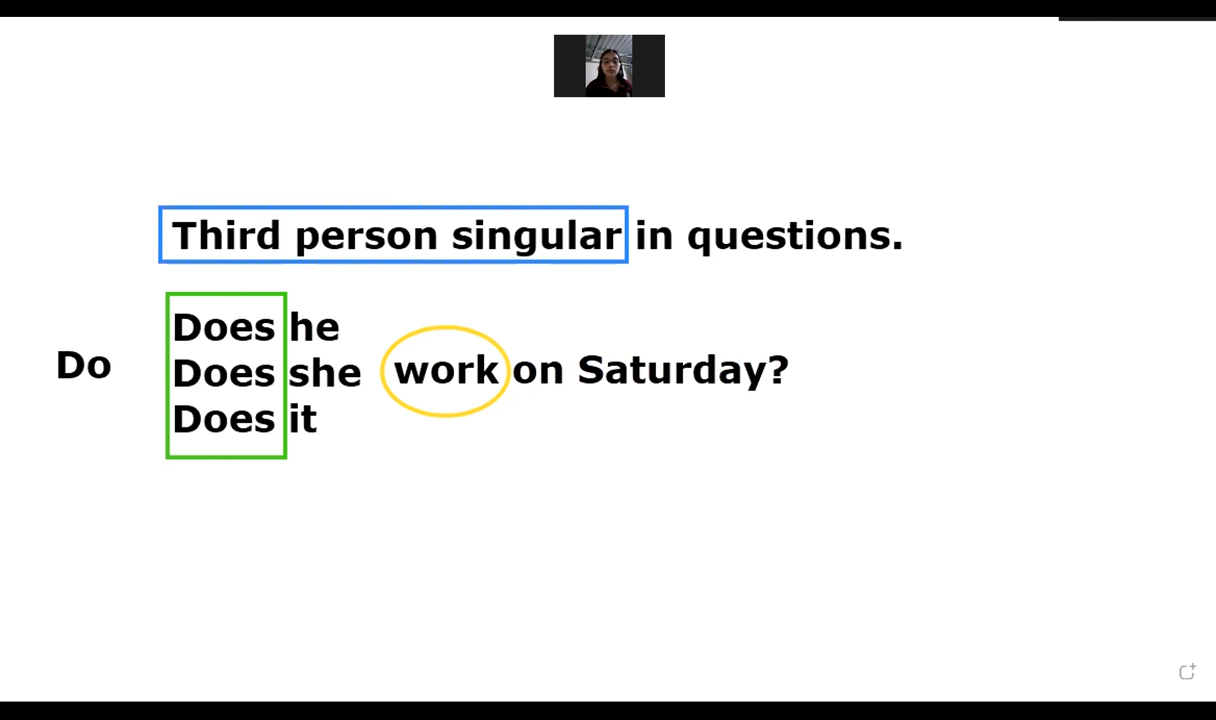 Third person singular in questions.
Does he
Do
Does she work on Saturday?
Does it